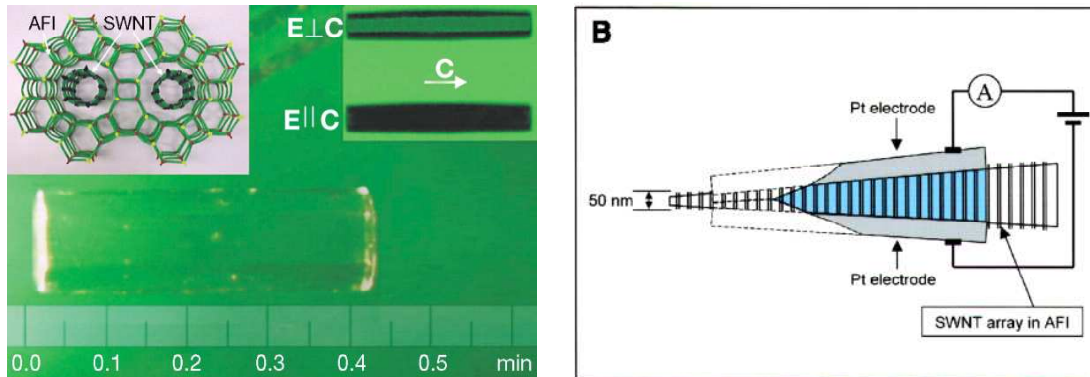 AFI SWNT
E⊥C
C
E||C
0.0 0.1 0.2 0.3 0.4 0.5 min
B
A
Pt electrode
50 nm
Pt electrode
SWNT array in AFI